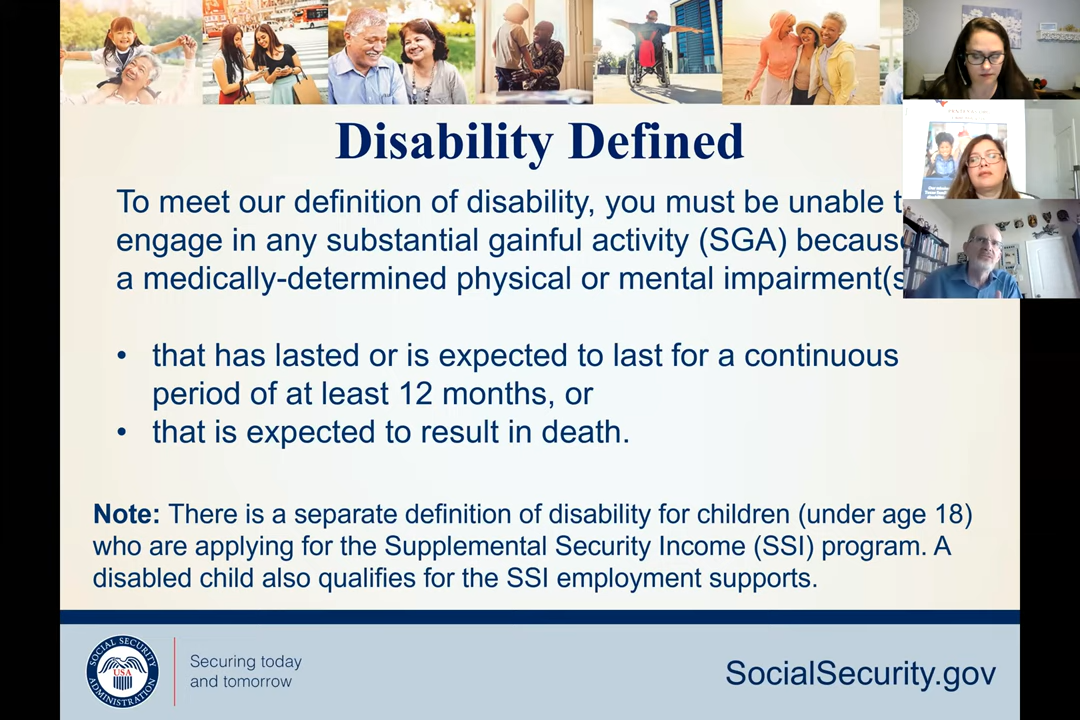 Disability Defined
To meet our definition of disability, you must be unable
engage in any substantial gainful activity (SGA)
a medically-determined physical or mental
• that has lasted or is expected to last for a continuous
period of at least 12 months, or
• that is expected to result in death.
Note: There is a separate definition of disability for children (under age 18)
who are applying for the Supplemental Security Income (SSI) program. A
disabled child also qualifies for the SSI employment supports.
SOCIAL SECURITY ADMINISTRATION
USA
Securing today
and tomorrow
SocialSecurity.gov